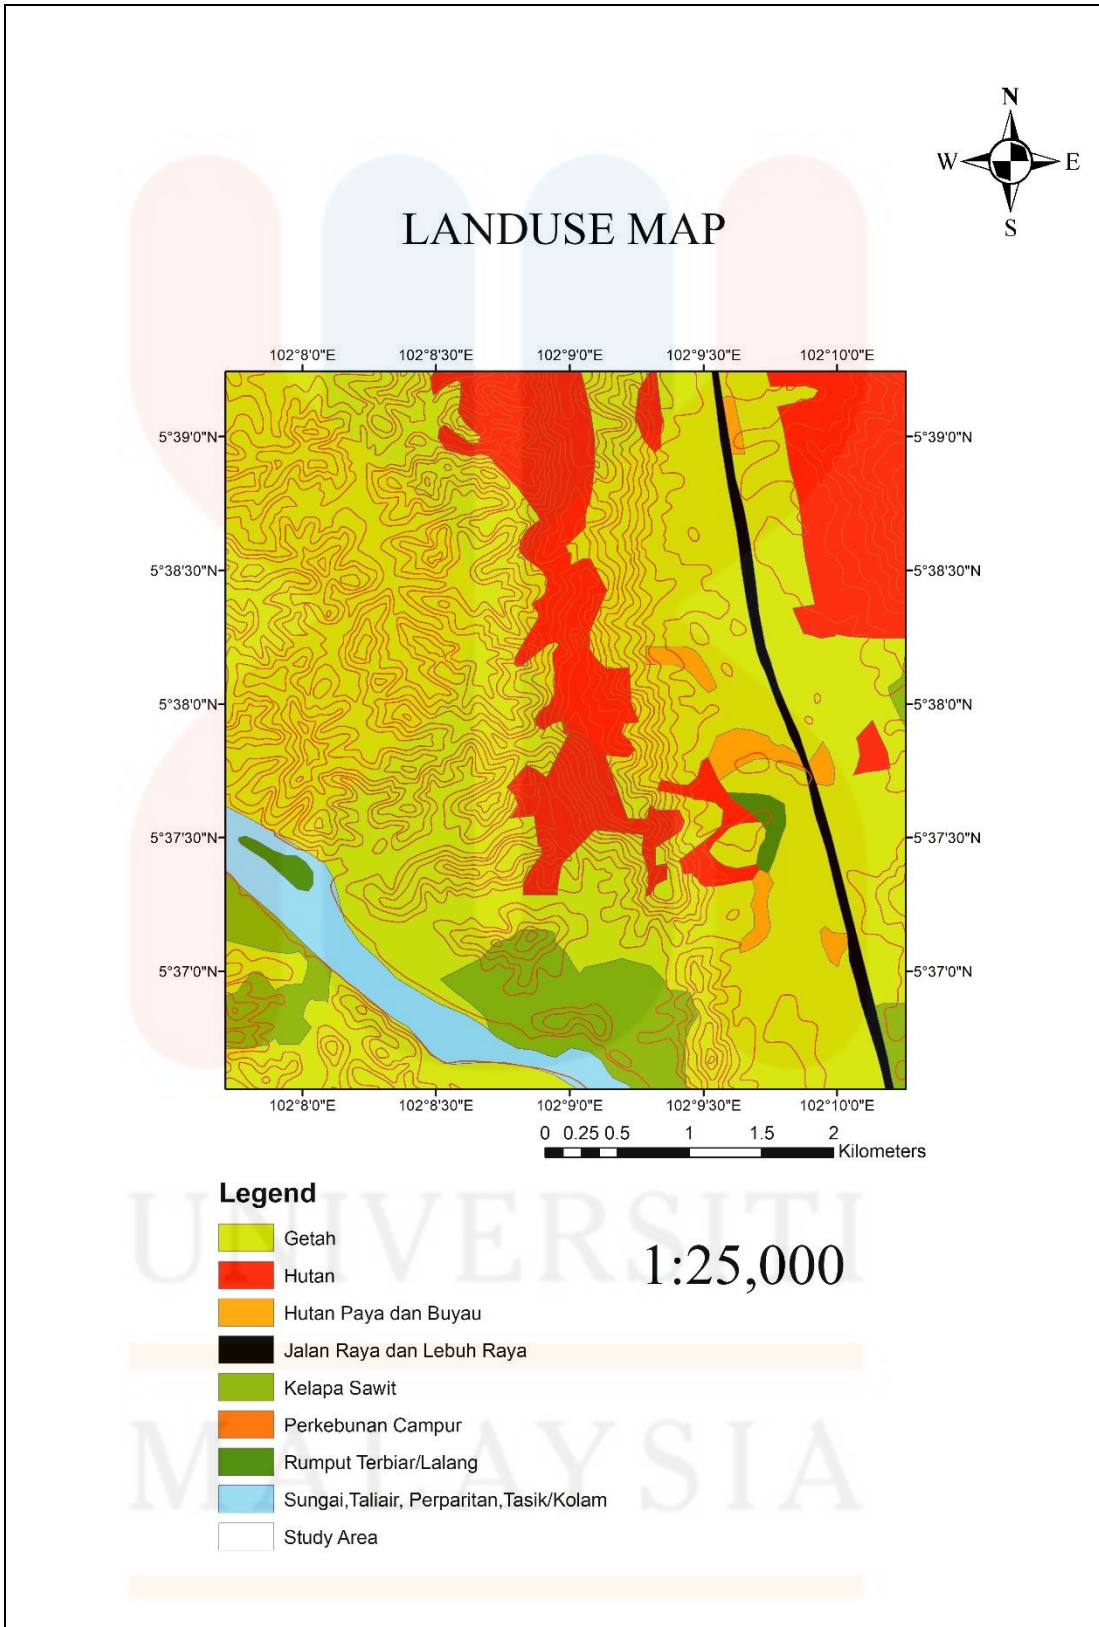 N
W E
S
LANDUSE MAP
102°8'0"E 102°8'30"E 102°9'0"E 102°9'30"E 102°10'0"E
5°39'0"N 5°39'0"N
5°38'30"N 5°38'30"N
5°38'0"N 5°38'0"N
5°37'30"N 5°37'30"N
5°37'0"N 5°37'0"N
102°8'0"E 102°8'30"E 102°9'0"E 102°9'30"E 102°10'0"E
0 0.25 0.5 1 1.5 2
Kilometers
Legend
UNIVERSITI
Getah
1:25,000
Hutan
Hutan Paya dan Buyau
Jalan Raya dan Lebuh Raya
Kelapa Sawit
Perkebunan Campur
MALAYSIA
Rumput Terbiar/Lalang
Sungai,Taliair, Perparitan,Tasik/Kolam
Study Area